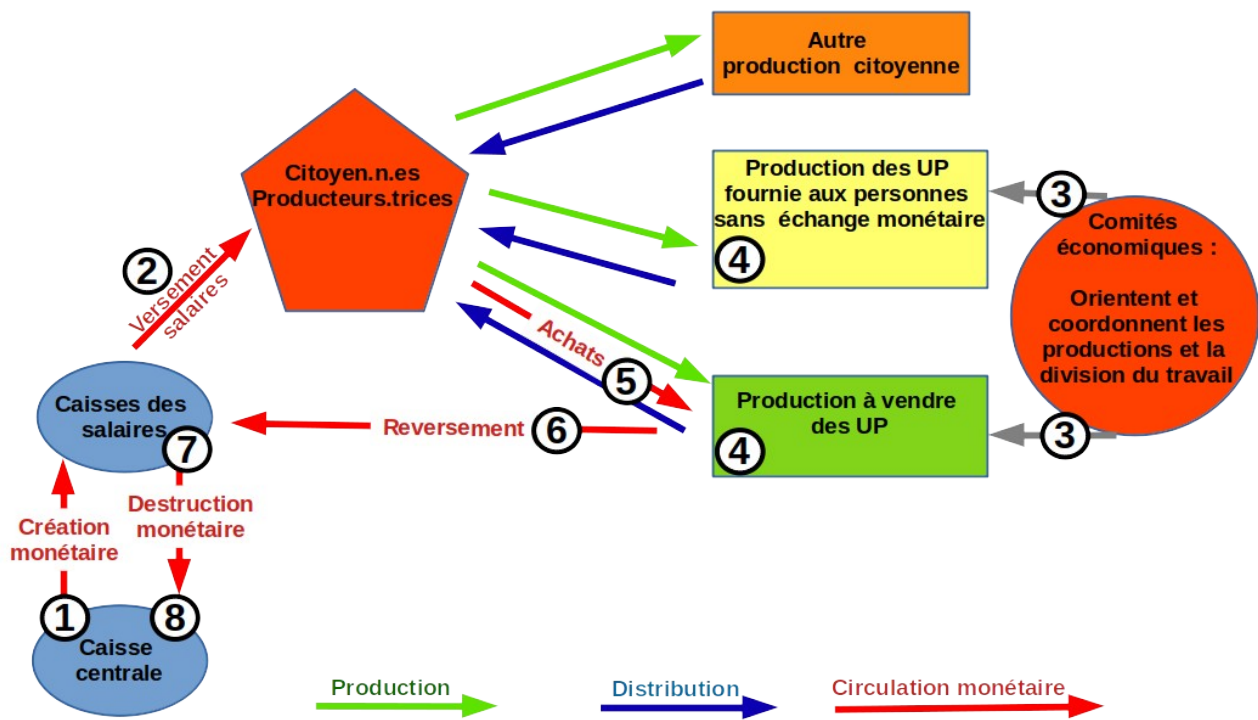 Autre
production citoyenne
Citoyen.n.es
Producteurs.trices
Production des UP
fournie aux personnes
sans échange monétaire
4
3
Comités
économiques :
Orientent et
coordonnent les
productions et la
division du travail
3
2
Versement
salaires
Achats
5
Production à vendre
des UP
4
Caisses des
salaires
7
Reversement
6
Création
monétaire
Destruction
monétaire
1
8
Caisse
centrale
Production
Distribution
Circulation monétaire